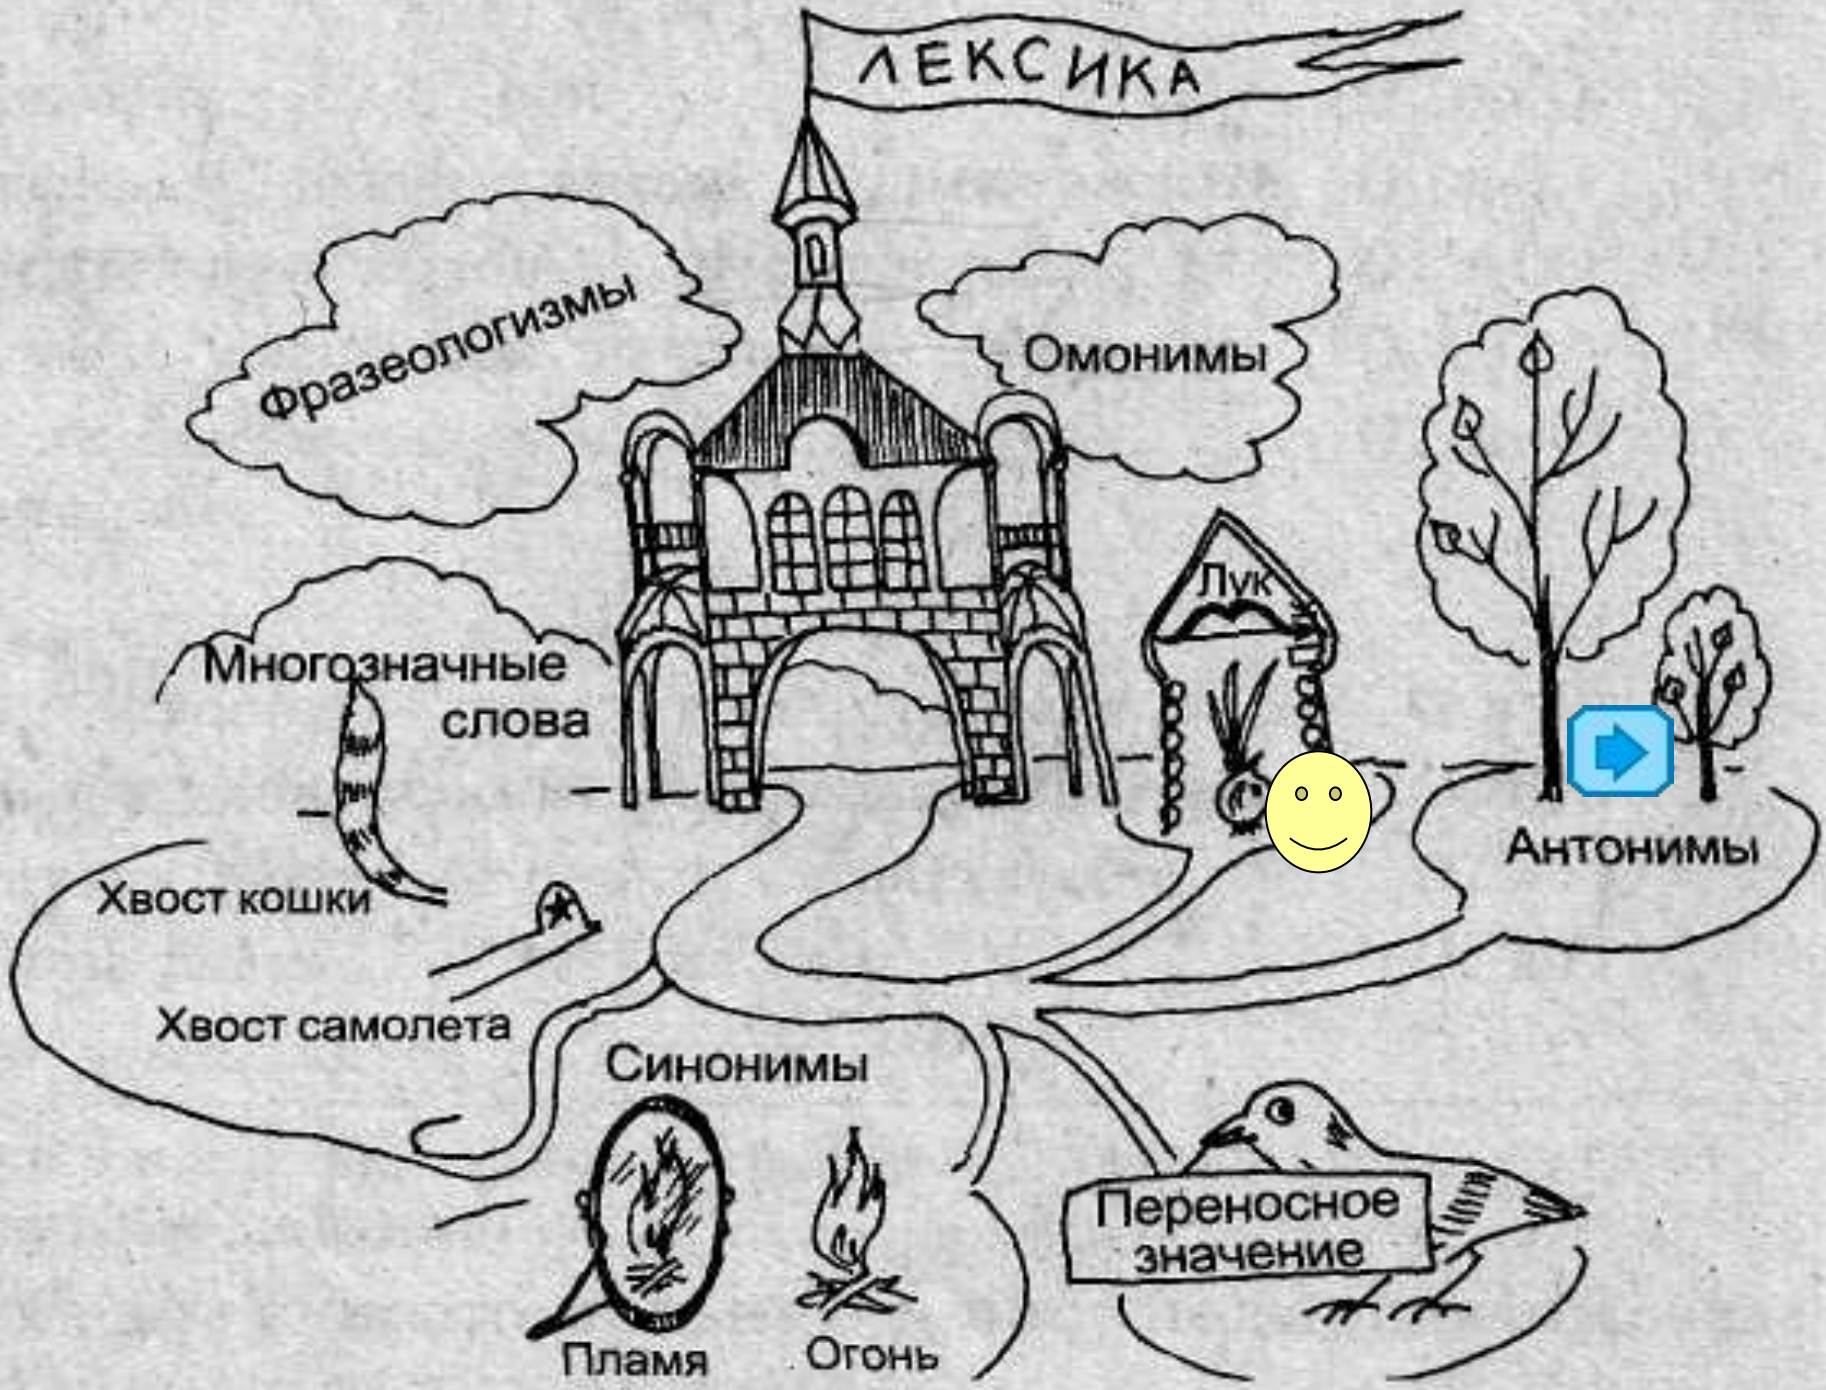 ЛЕКСИКА
Фразеологизмы
Омонимы
Лук
Многозначные
слова
Антонимы
Хвост кошки
Хвост самолета
Синонимы
Переносное
значение
Пламя
Огонь